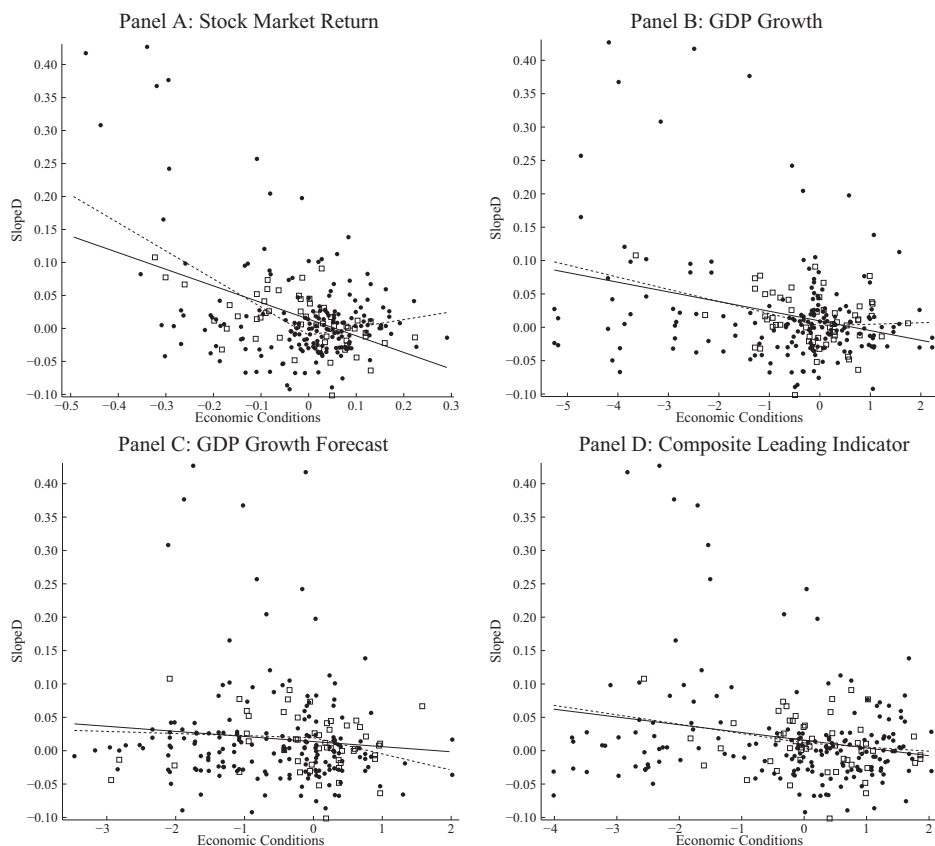 Panel A: Stock Market Return
0.40
0.35
0.30
0.25
0.20
0.15
0.10
0.05
0.00
−0.05
−0.10
SlopeD
−0.5 −0.4 −0.3 −0.2 −0.1 0 0.1 0.2 0.3
Economic Conditions
Panel B: GDP Growth
0.40
0.35
0.30
0.25
0.20
0.15
0.10
0.05
0.00
−0.05
−0.10
SlopeD
−5 −4 −3 −2 −1 0 1 2
Economic Conditions
Panel C: GDP Growth Forecast
0.40
0.35
0.30
0.25
0.20
0.15
0.10
0.05
0.00
−0.05
−0.10
SlopeD
−3 −2 −1 0 1 2
Economic Conditions
Panel D: Composite Leading Indicator
0.40
0.35
0.30
0.25
0.20
0.15
0.10
0.05
0.00
−0.05
−0.10
SlopeD
−4 −3 −2 −1 0 1 2
Economic Conditions